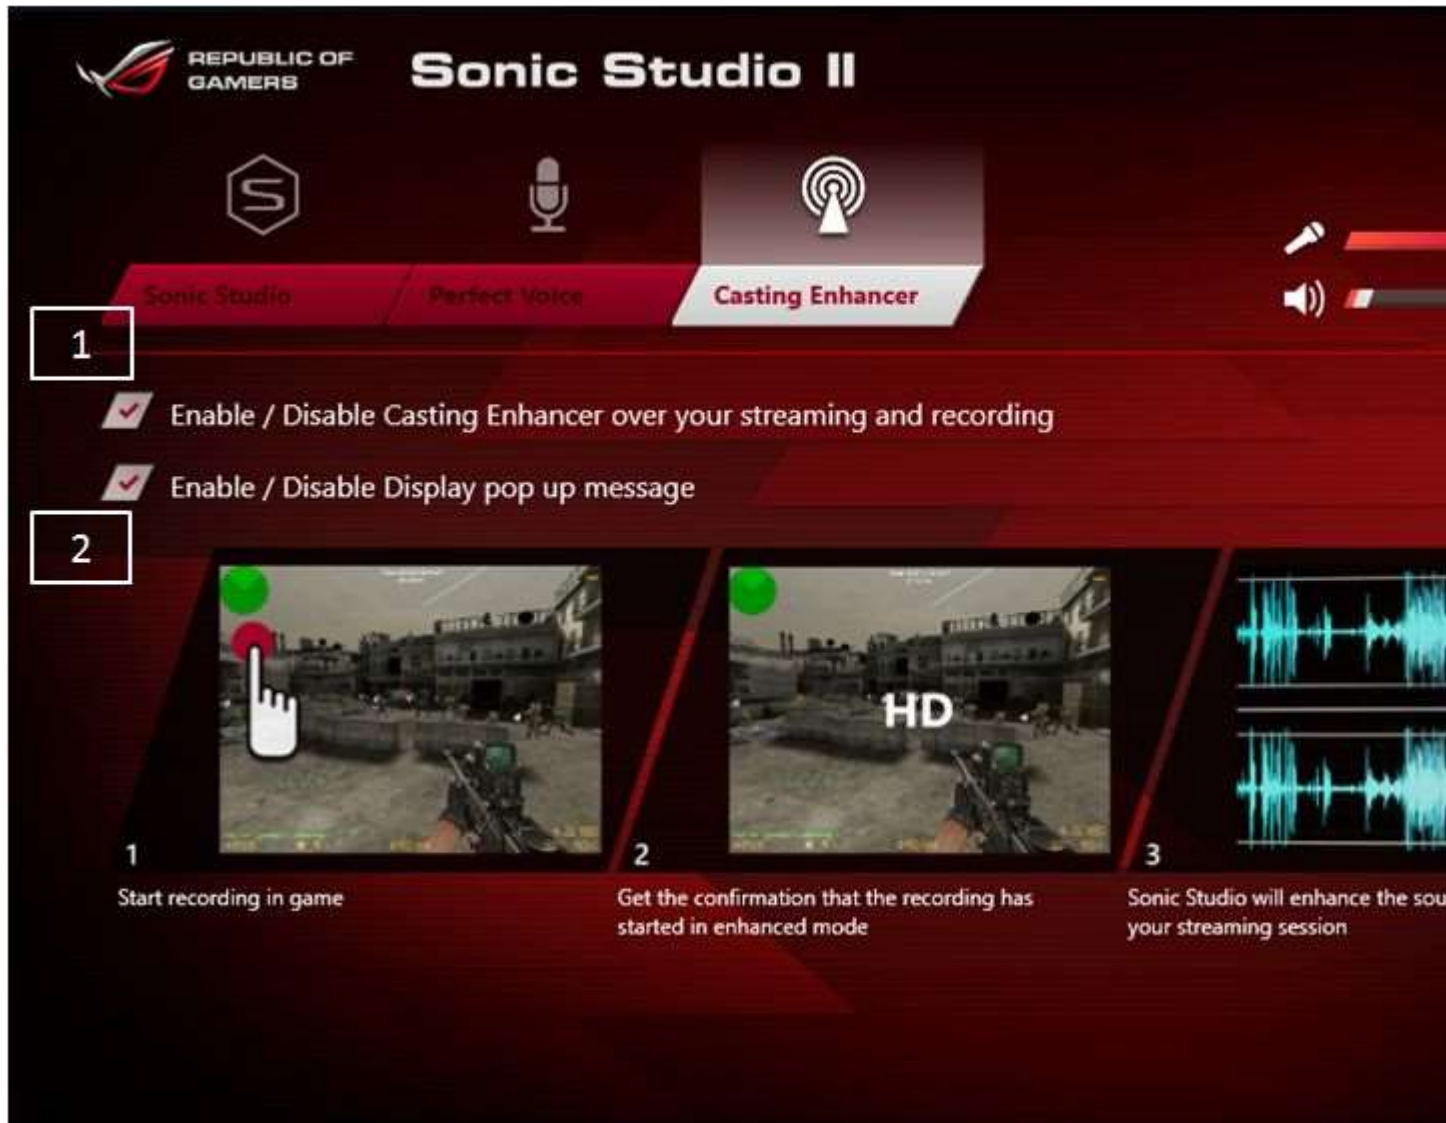 REPUBLIC OF
GAMERS
Sonic Studio II
Sonic Studio
Perfect Voice
Casting Enhancer
1
Enable / Disable Casting Enhancer over your streaming and recording
Enable / Disable Display pop up message
2
HD
1
2
3
Start recording in game
Get the confirmation that the recording has
started in enhanced mode
Sonic Studio will enhance the sou
your streaming session